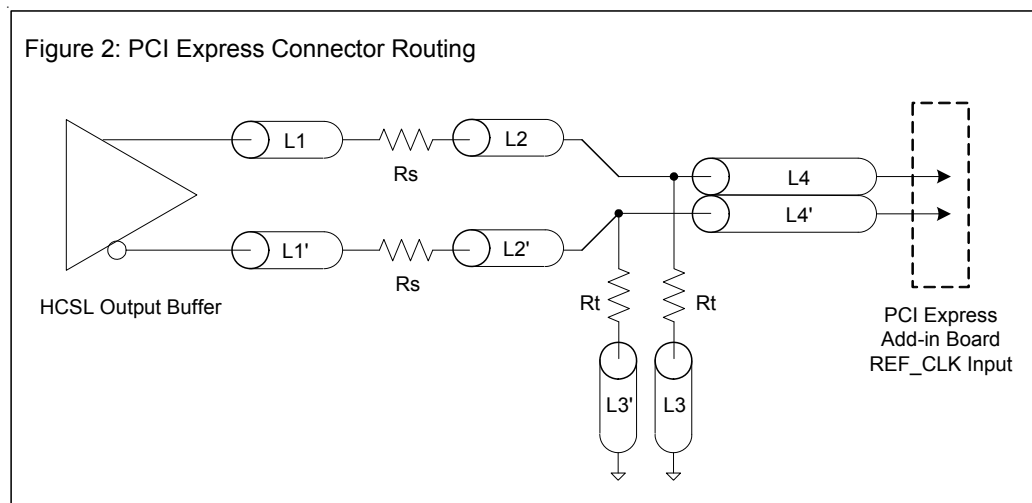 Figure 2: PCI Express Connector Routing
L1
Rs
L2
L4
L4'
L1'
Rs
L2'
HCSL Output Buffer
Rt
Rt
L3'
L3
PCI Express
Add-in Board
REF_CLK Input